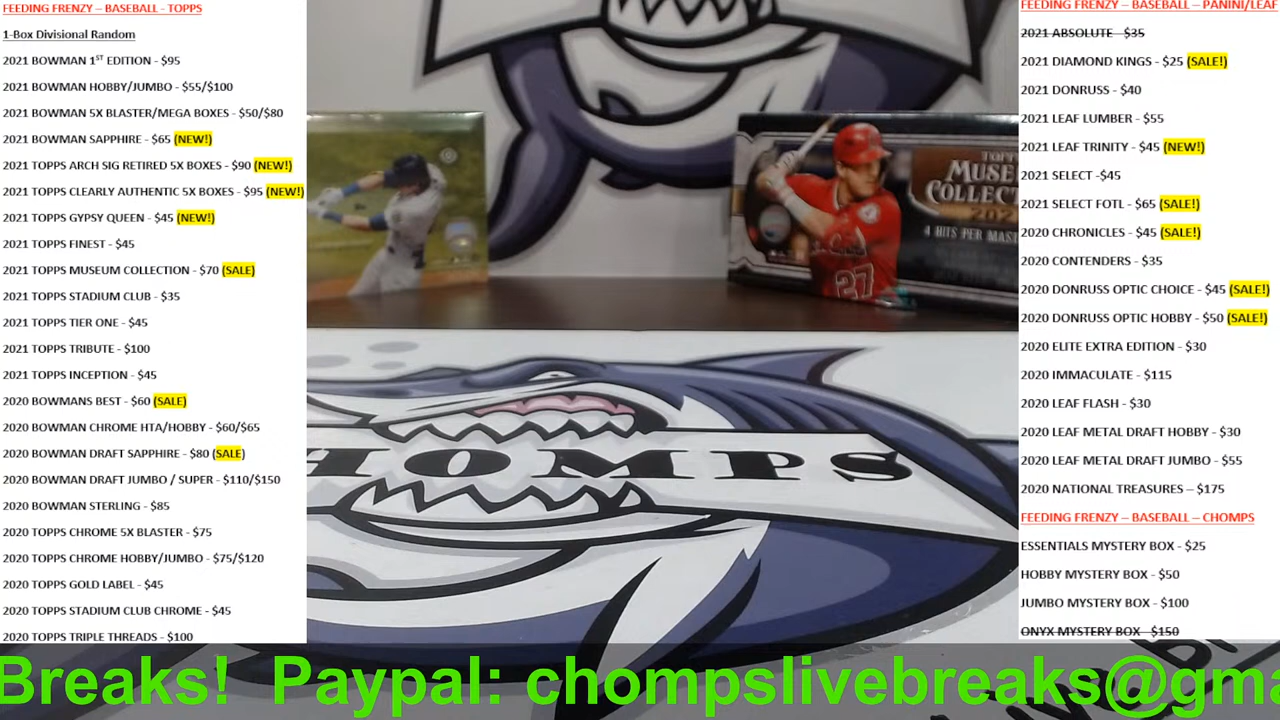 FEEDING FRENZY – BASEBALL - TOPPS
1-Box Divisional Random
2021 BOWMAN 1ST EDITION - $95
2021 BOWMAN HOBBY/JUMBO - $55/$100
2021 BOWMAN 5X BLASTER/MEGA BOXES - $50/$80
2021 BOWMAN SAPPHIRE - $65 (NEW!)
2021 TOPPS ARCH SIG RETIRED 5X BOXES - $90 (NEW!)
2021 TOPPS CLEARLY AUTHENTIC 5X BOXES - $95 (NEW!)
2021 TOPPS GYPSY QUEEN - $45 (NEW!)
2021 TOPPS FINEST - $45
2021 TOPPS MUSEUM COLLECTION - $70 (SALE)
2021 TOPPS STADIUM CLUB - $35
2021 TOPPS TIER ONE - $45
2021 TOPPS TRIBUTE - $100
2021 TOPPS INCEPTION - $45
2020 BOWMANS BEST - $60 (SALE)
2020 BOWMAN CHROME HTA/HOBBY - $60/$65
2020 BOWMAN DRAFT SAPPHIRE - $80 (SALE)
2020 BOWMAN DRAFT JUMBO / SUPER - $110/$150
2020 BOWMAN STERLING - $85
2020 TOPPS CHROME 5X BLASTER - $75
2020 TOPPS CHROME HOBBY/JUMBO - $75/$120
2020 TOPPS GOLD LABEL - $45
2020 TOPPS STADIUM CLUB CHROME - $45
2020 TOPPS TRIPLE THREADS - $100
TOPPS
MUSE
COLLEC
202
4 HITS PER MAST
27
HOMPS
FEEDING FRENZY – BASEBALL – PANINI/LEAF
2021 ABSOLUTE - $35
2021 DIAMOND KINGS - $25 (SALE!)
2021 DONRUSS - $40
2021 LEAF LUMBER - $55
2021 LEAF TRINITY - $45 (NEW!)
2021 SELECT -$45
2021 SELECT FOTL - $65 (SALE!)
2020 CHRONICLES - $45 (SALE!)
2020 CONTENDERS - $35
2020 DONRUSS OPTIC CHOICE - $45 (SALE!)
2020 DONRUSS OPTIC HOBBY - $50 (SALE!)
2020 ELITE EXTRA EDITION - $30
2020 IMMACULATE - $115
2020 LEAF FLASH - $30
2020 LEAF METAL DRAFT HOBBY - $30
2020 LEAF METAL DRAFT JUMBO - $55
2020 NATIONAL TREASURES – $175
FEEDING FRENZY – BASEBALL – CHOMPS
ESSENTIALS MYSTERY BOX - $25
HOBBY MYSTERY BOX - $50
JUMBO MYSTERY BOX - $100
ONYX MYSTERY BOX - $150
Breaks! Paypal: chompslivebreaks@gma